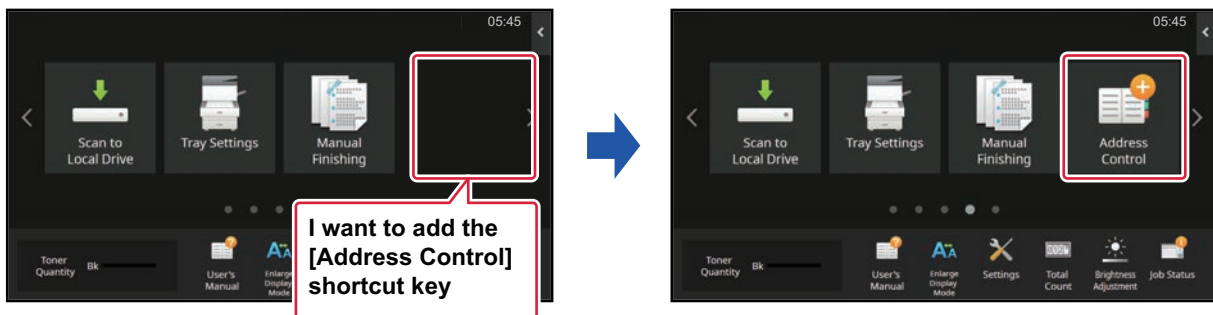 05:45
Scan to
Local Drive
Tray Settings
Manual
Finishing
I want to add the
[Address Control]
shortcut key
Toner
Quantity
Bk
User's
Manual
Enlarge
Display
Mode
05:45
Scan to
Local Drive
Tray Settings
Manual
Finishing
Address
Control
Toner
Quantity
Bk
User's
Manual
Enlarge
Display
Mode
Settings
Total
Count
Brightness
Adjustment
Job Status